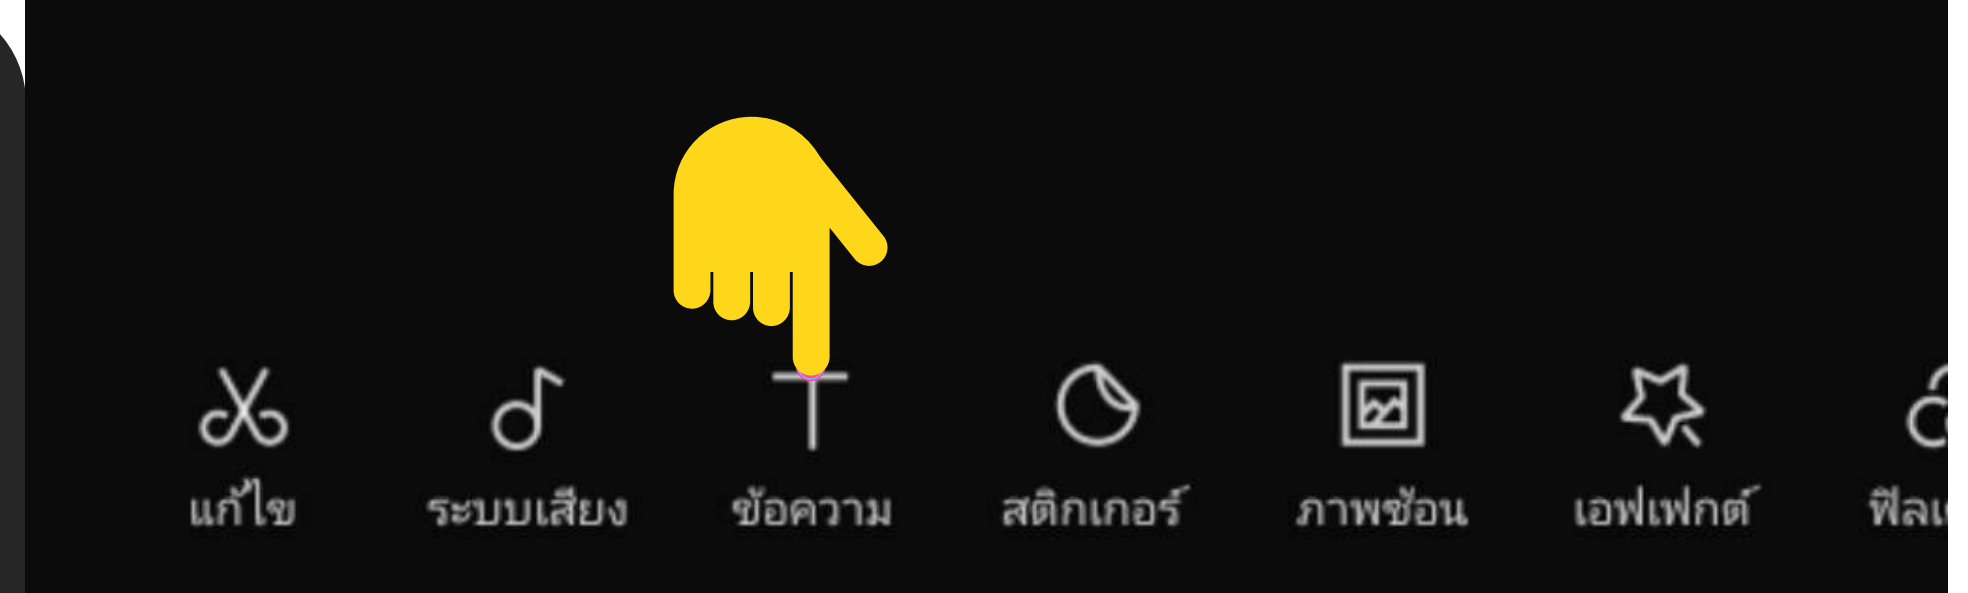 แก้ไข ระบบเสียง ข้อความ สติกเกอร์ ภาพซ้อน เอฟเฟกต์